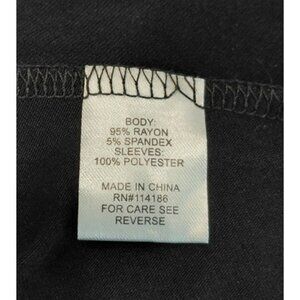 BODY:
95% RAYON
5% SPANDEX
SLEEVES:
100% POLYESTER
MADE IN CHINA
RN#114186
FOR CARE SEE
REVERSE